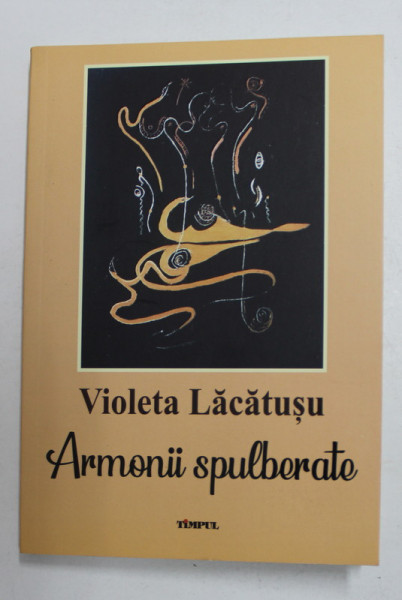 Violeta Lăcătușu
Armonii spulberate
TIMPUL